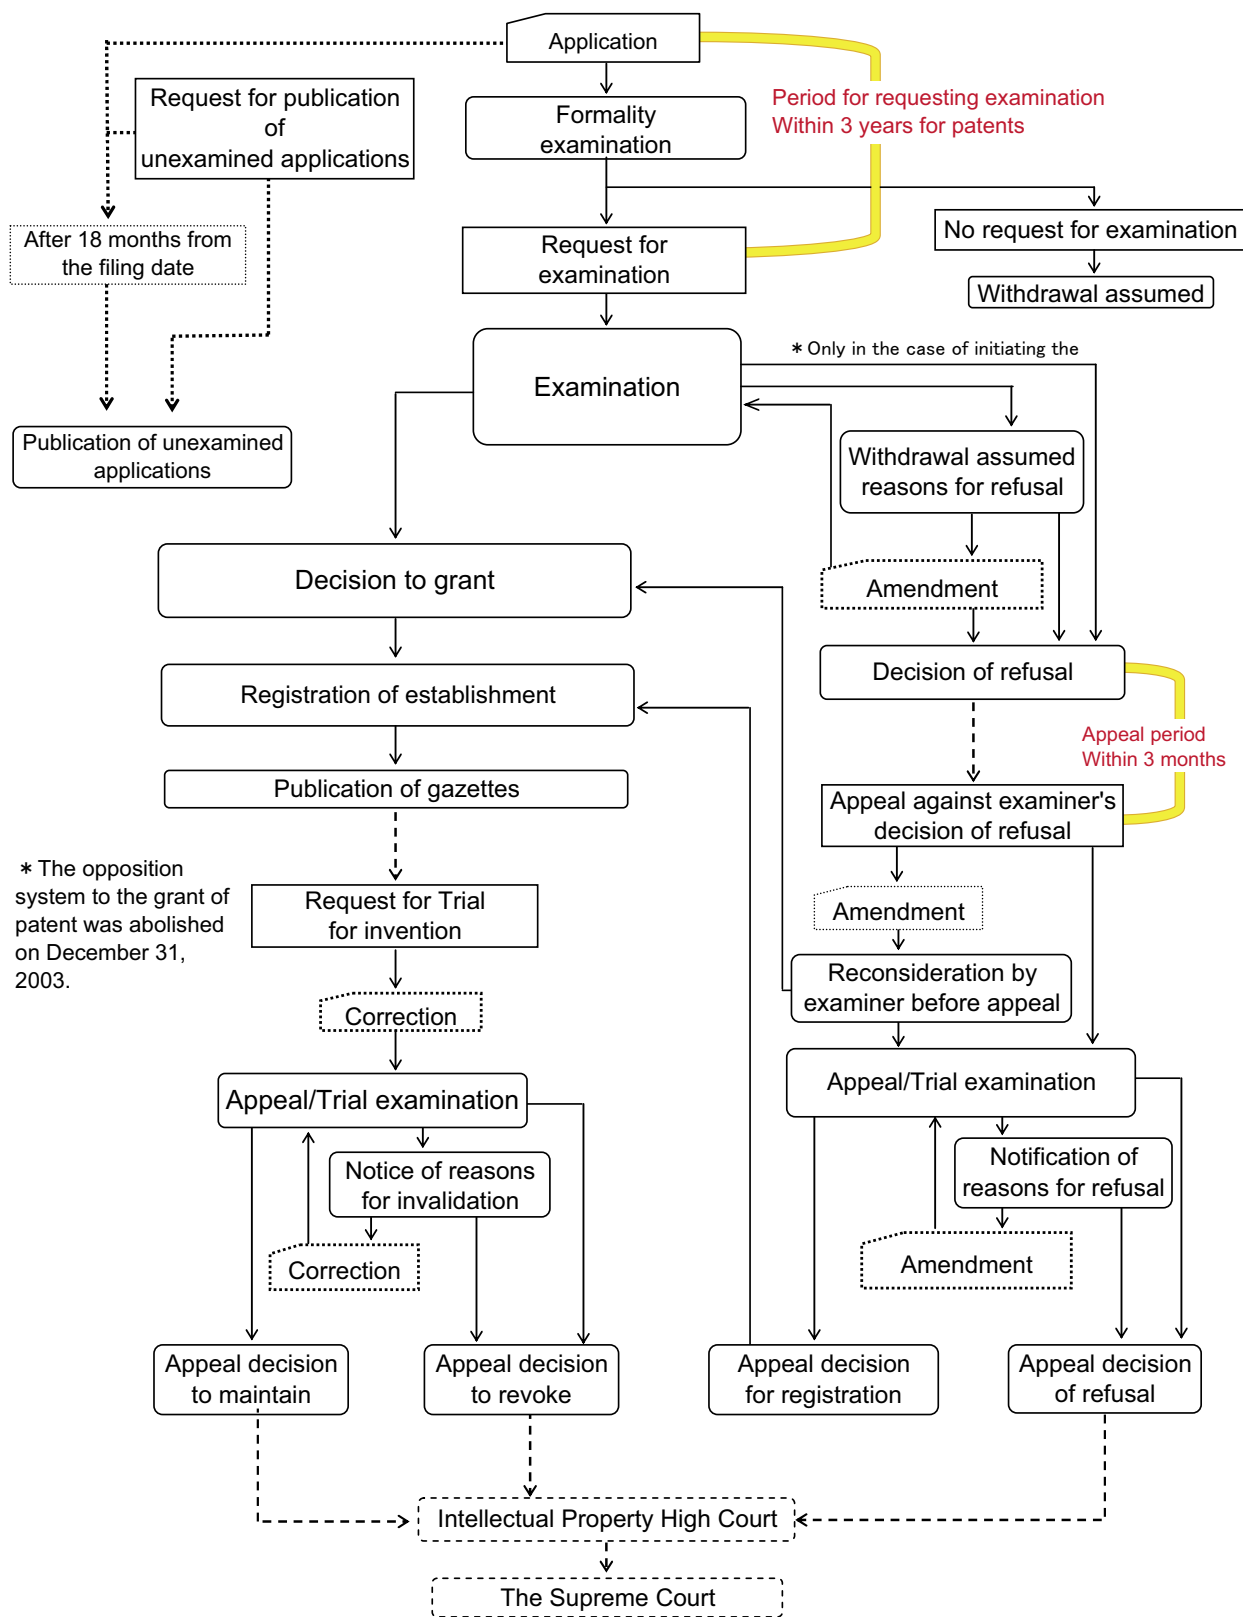 Application
Request for publication
of
unexamined applications
Formality
examination
Period for requesting examination
Within 3 years for patents
After 18 months from
the filing date
Request for
examination
No request for examination
Withdrawal assumed
Examination
* Only in the case of initiating the
Publication of unexamined
applications
Withdrawal assumed
reasons for refusal
Decision to grant
Amendment
Registration of establishment
Decision of refusal
Appeal period
Within 3 months
Publication of gazettes
Appeal against examiner's
decision of refusal
* The opposition
system to the grant of
patent was abolished
on December 31,
2003.
Request for Trial
for invention
Amendment
Reconsideration by
examiner before appeal
Correction
Appeal/Trial examination
Appeal/Trial examination
Notice of reasons
for invalidation
Notification of
reasons for refusal
Correction
Amendment
Appeal decision
to maintain
Appeal decision
to revoke
Appeal decision
for registration
Appeal decision
of refusal
Intellectual Property High Court
The Supreme Court